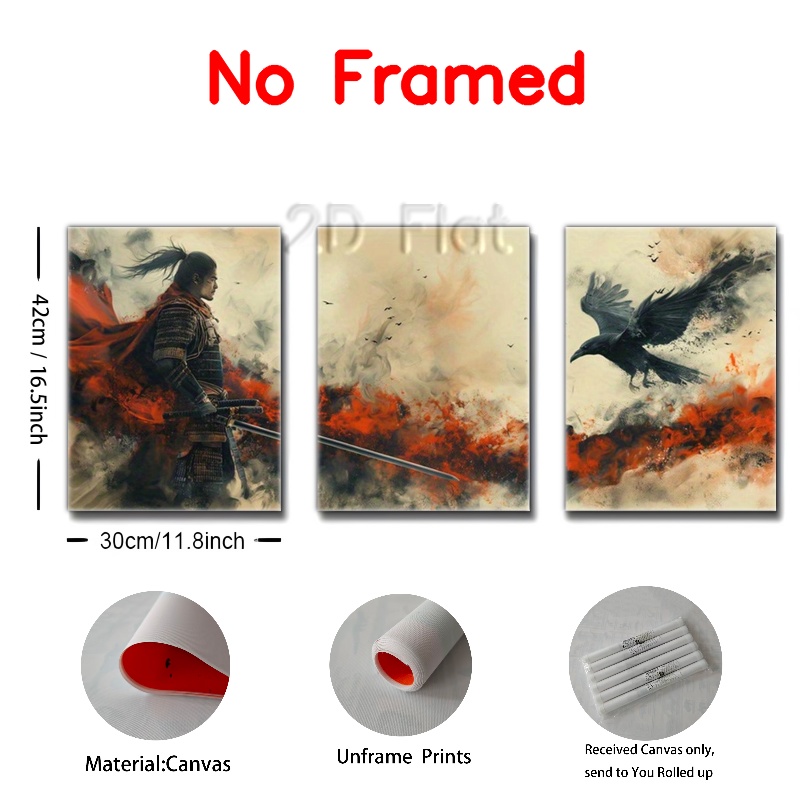 No Framed
2D Flat
42cm / 16.5inch
30cm/11.8inch
Material:Canvas
Unframe Prints
Received Canvas only,
send to You Rolled up